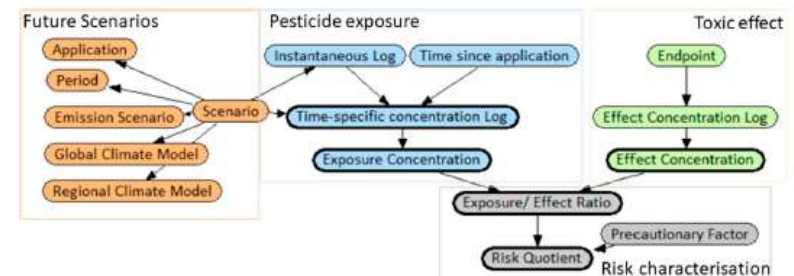 Future Scenarios
Application
Period
Emission Scenario
Global Climate Model
Regional Climate Model
Scenario
Pesticide exposure
Instantaneous Log
Time since application
Time-specific concentration Log
Exposure Concentration
Toxic effect
Endpoint
Effect Concentration Log
Effect Concentration
Exposure/ Effect Ratio
Precautionary Factor
Risk Quotient
Risk characterisation